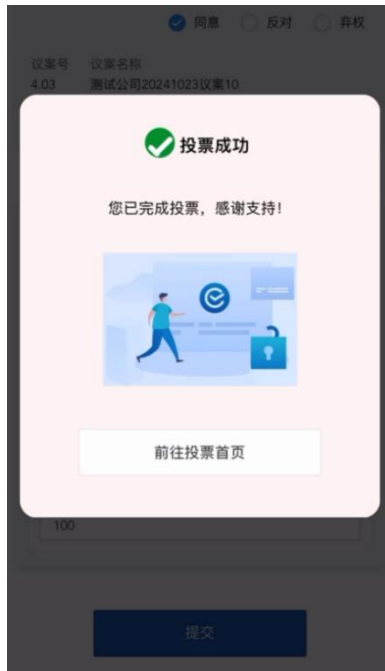 同意 反对 弃权
议案号 议案名称
4.03 测试公司20241023议案10
投票成功
您已完成投票，感谢支持！
前往投票首页
100
提交